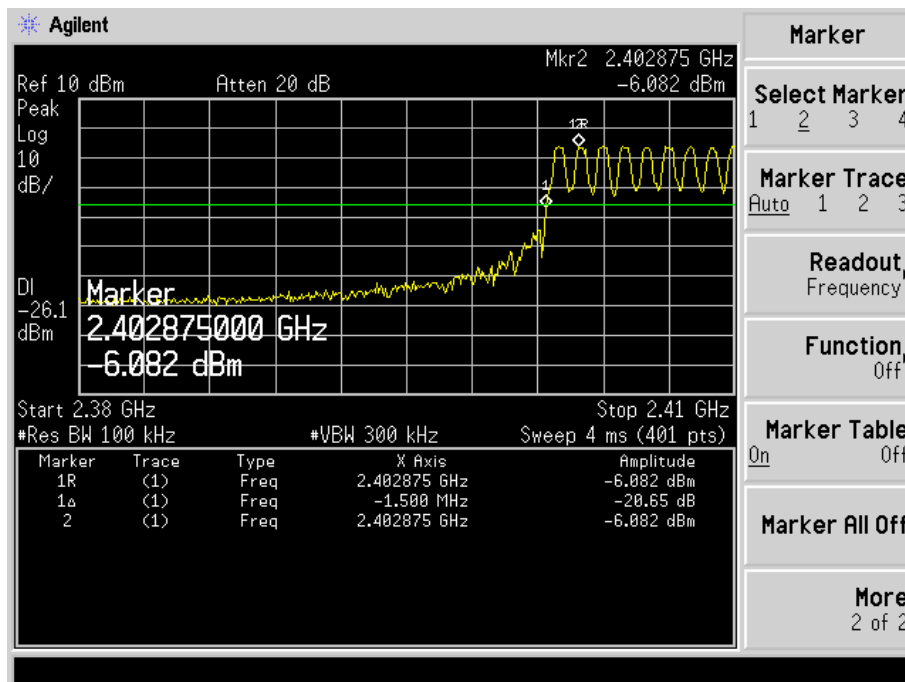 Agilent
Marker
Mkr2 2.402875 GHz
Ref 10 dBm Atten 20 dB -6.082 dBm
Peak
Log
10
dB/
1R
2
1
DI
-26.1
dBm
Marker
2.402875000 GHz
-6.082 dBm
Start 2.38 GHz Stop 2.41 GHz
#Res BW 100 kHz #VBW 300 kHz Sweep 4 ms (401 pts)
Marker Trace Type X Axis Amplitude
1R (1) Freq 2.402875 GHz -6.082 dBm
1Δ (1) Freq -1.500 MHz -20.65 dB
2 (1) Freq 2.402875 GHz -6.082 dBm
Select Marker
1 2 3 4
Marker Trace
Auto 1 2 3
Readout,
Frequency
Function,
Off
Marker Table
On Off
Marker All Off
More
2 of 2